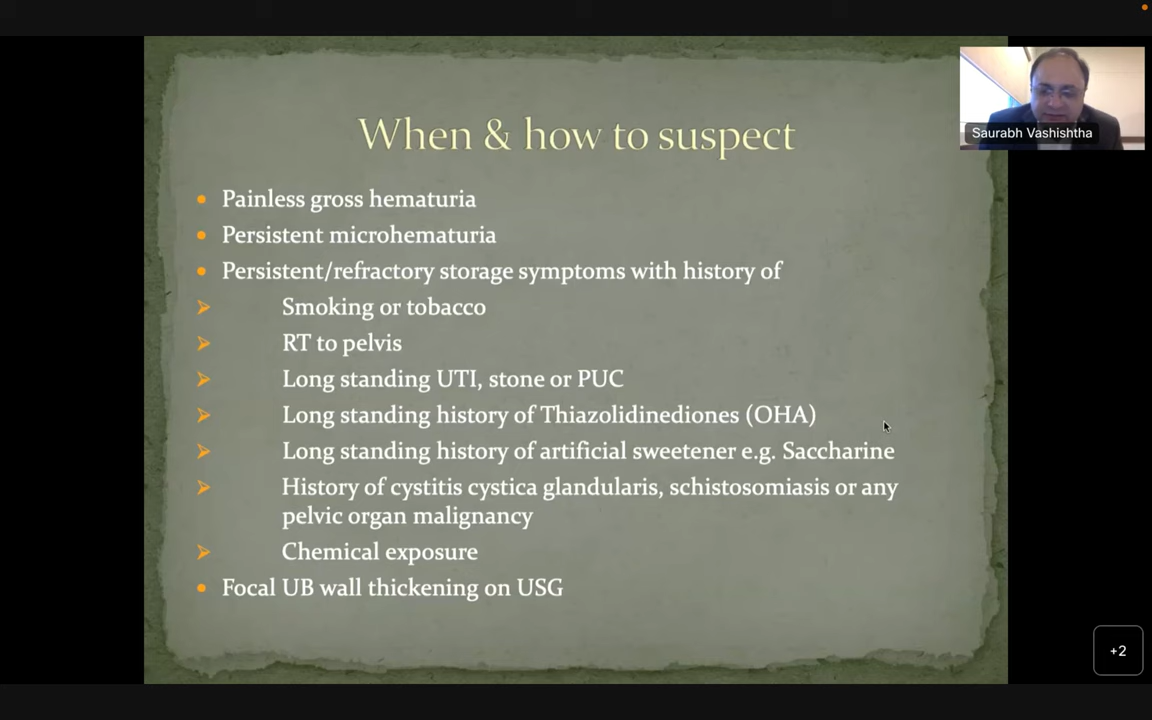 When & how to suspect
Saurabh Vashishtha
• Painless gross hematuria
• Persistent microhematuria
• Persistent/refractory storage symptoms with history of
➢ Smoking or tobacco
➢ RT to pelvis
➢ Long standing UTI, stone or PUC
➢ Long standing history of Thiazolidinediones (OHA)
➢ Long standing history of artificial sweetener e.g. Saccharine
➢ History of cystitis cystica glandularis, schistosomiasis or any
pelvic organ malignancy
➢ Chemical exposure
• Focal UB wall thickening on USG
+2